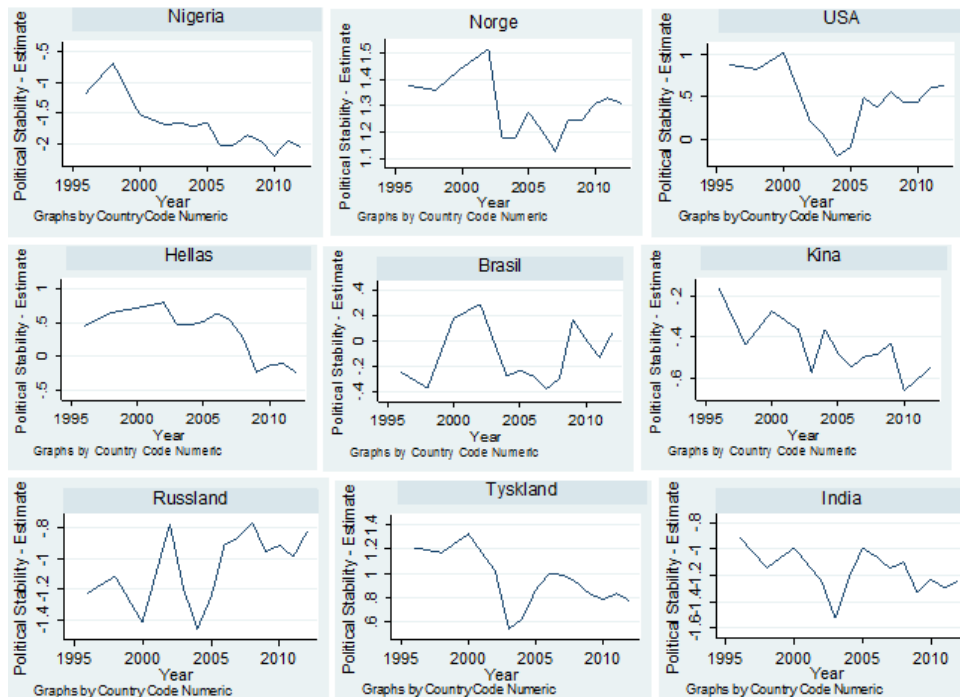 Nigeria
Political Stability - Estimate
-.5
-1
-1.5
-2
1995 2000 2005 2010
Year
Graphs by CountryCode Numeric
Norge
Political Stability - Estimate
1.5
1.4
1.3
1.2
1.1
1995 2000 2005 2010
Year
Graphs by Country Code Numeric
USA
Political Stability - Estimate
1
.5
0
1995 2000 2005 2010
Year
Graphs by CountryCode Numeric
Hellas
Political Stability - Estimate
1
.5
0
-.5
1995 2000 2005 2010
Year
Graphs by CountryCode Numeric
Brasil
Political Stability - Estimate
.4
.2
0
-.2
-.4
1995 2000 2005 2010
Year
Graphs by Country Code Numeric
Kina
Political Stability - Estimate
-.2
-.4
-.6
1995 2000 2005 2010
Year
Graphs by Country Code Numeric
Russland
Political Stability - Estimate
-.8
-1
-1.2
-1.4
1995 2000 2005 2010
Year
Graphs by CountryCode Numeric
Tyskland
Political Stability - Estimate
1.4
1.2
1
.8
.6
1995 2000 2005 2010
Year
Graphs by CountryCode Numeric
India
Political Stability - Estimate
-.8
-1
-1.2
-1.4
-1.6
1995 2000 2005 2010
Year
Graphs by CountryCode Numeric